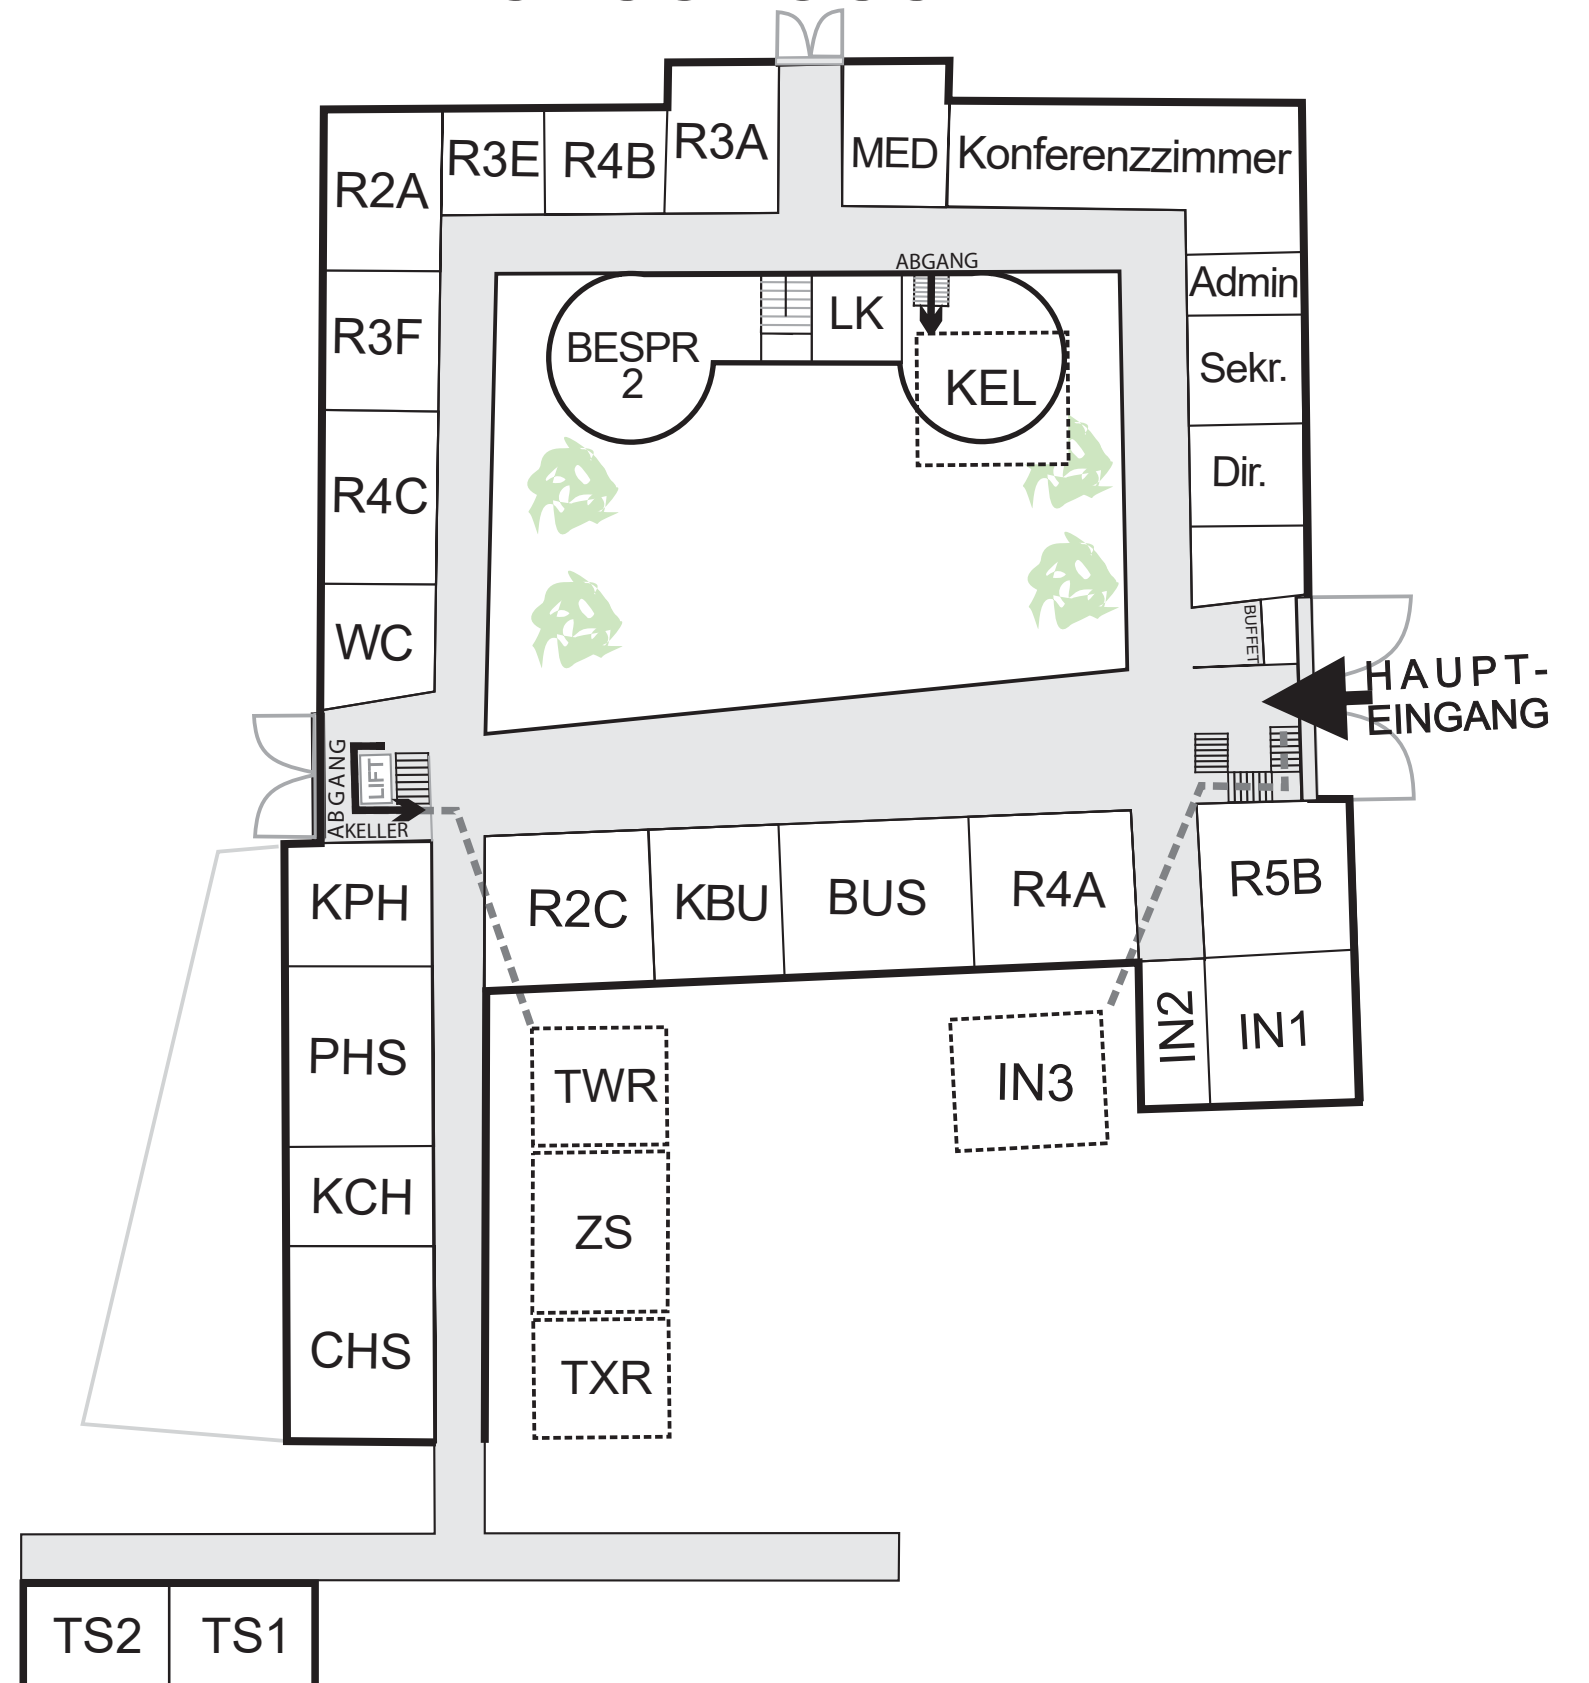 R3A
MED
Konferenzzimmer
R3E
R4B
R2A
ABGANG
Admin
LK
R3F
BESPR
2
KEL
Sekr.
R4C
Dir.
WC
BUFFET
HAUPT-
EINGANG
ABGANG
LIFT
KELLER
KPH
R2C
KBU
BUS
R4A
R5B
PHS
TWR
IN3
IN2
IN1
KCH
ZS
CHS
TXR
TS2
TS1